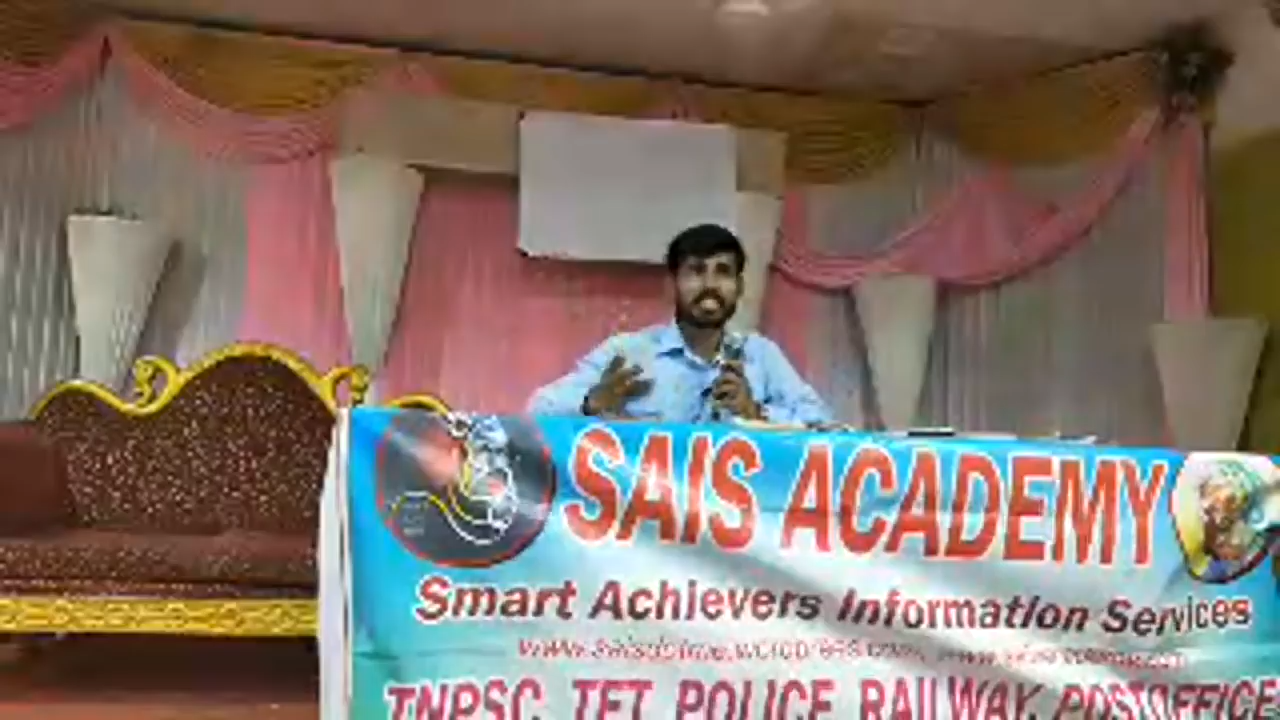 SAIS ACADEMY
Smart Achievers Information Services
TNPSC, TET, POLICE, RAILWAY, POSTOFFICE